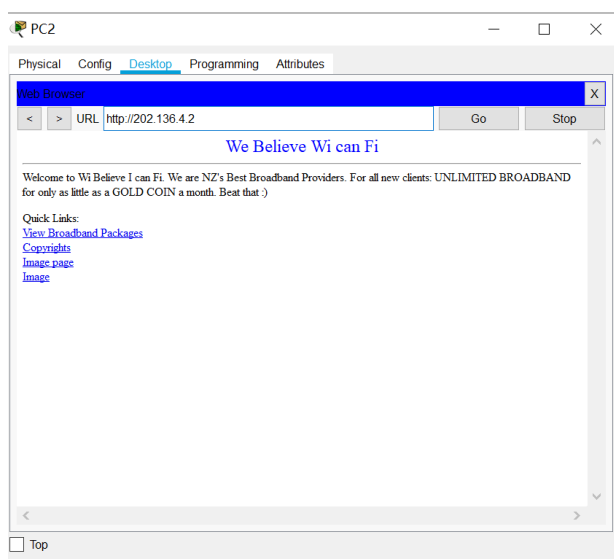 PC2
Physical Config Desktop Programming Attributes
Web Browser
X
< > URL http://202.136.4.2 Go Stop
We Believe Wi can Fi
Welcome to Wi Believe I can Fi. We are NZ's Best Broadband Providers. For all new clients: UNLIMITED BROADBAND
for only as little as a GOLD COIN a month. Beat that :)
Quick Links:
View Broadband Packages
Copyrights
Image page
Image
Top